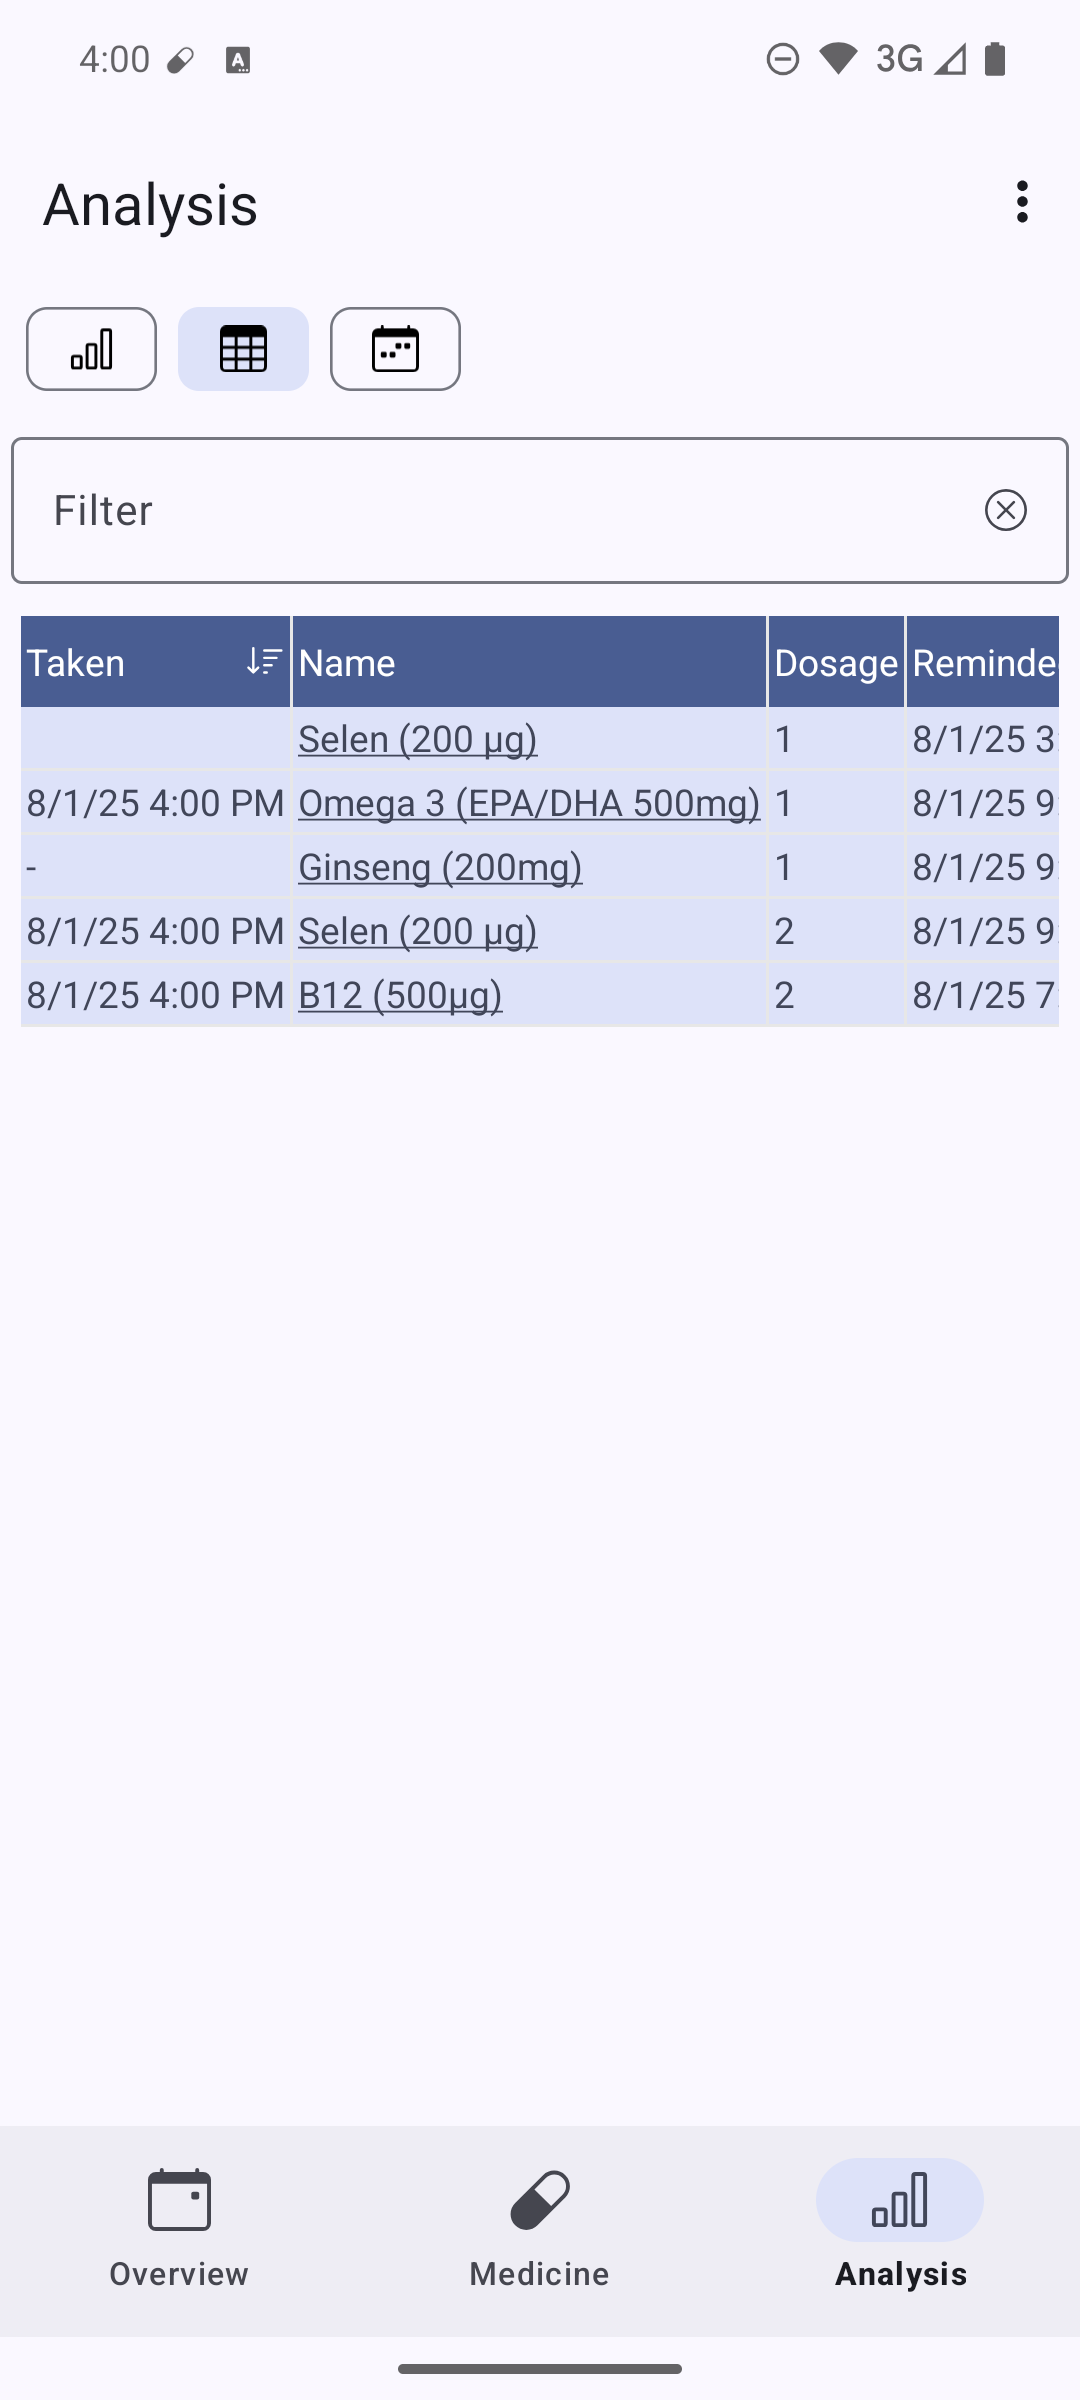 4:00
3G
Analysis
Filter
Taken Name Dosage Reminde
Selen (200 µg) 1 8/1/25 3:
8/1/25 4:00 PM Omega 3 (EPA/DHA 500mg) 1 8/1/25 9:
- Ginseng (200mg) 1 8/1/25 9:
8/1/25 4:00 PM Selen (200 µg) 2 8/1/25 9:
8/1/25 4:00 PM B12 (500µg) 2 8/1/25 7:
Overview Medicine Analysis